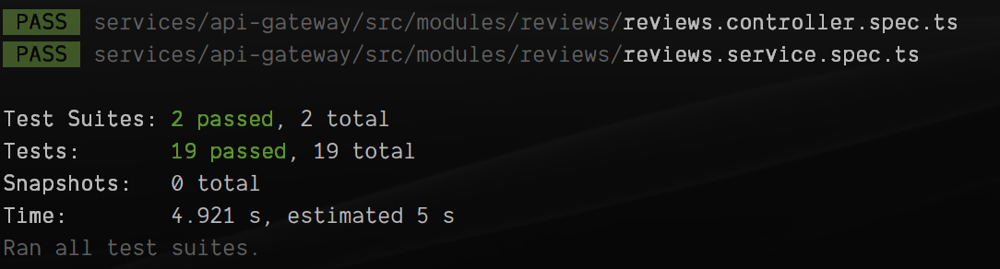 PASS services/api-gateway/src/modules/reviews/reviews.controller.spec.ts
PASS services/api-gateway/src/modules/reviews/reviews.service.spec.ts
Test Suites: 2 passed, 2 total
Tests: 19 passed, 19 total
Snapshots: 0 total
Time: 4.921 s, estimated 5 s
Ran all test suites.